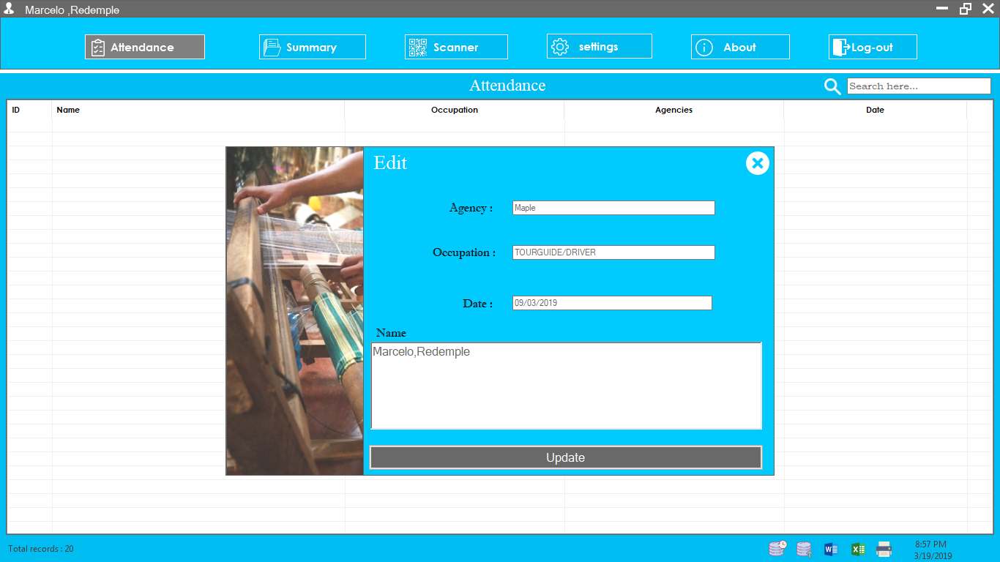 Marcelo ,Redemple
Attendance
Summary
Scanner
settings
About
Log-out
Attendance
Search here...
ID
Name
Occupation
Agencies
Date
Edit
Agency :
Maple
Occupation :
TOURGUIDE/DRIVER
Date :
09/03/2019
Name
Marcelo,Redemple
Update
Total records : 20
8:57 PM
3/19/2019